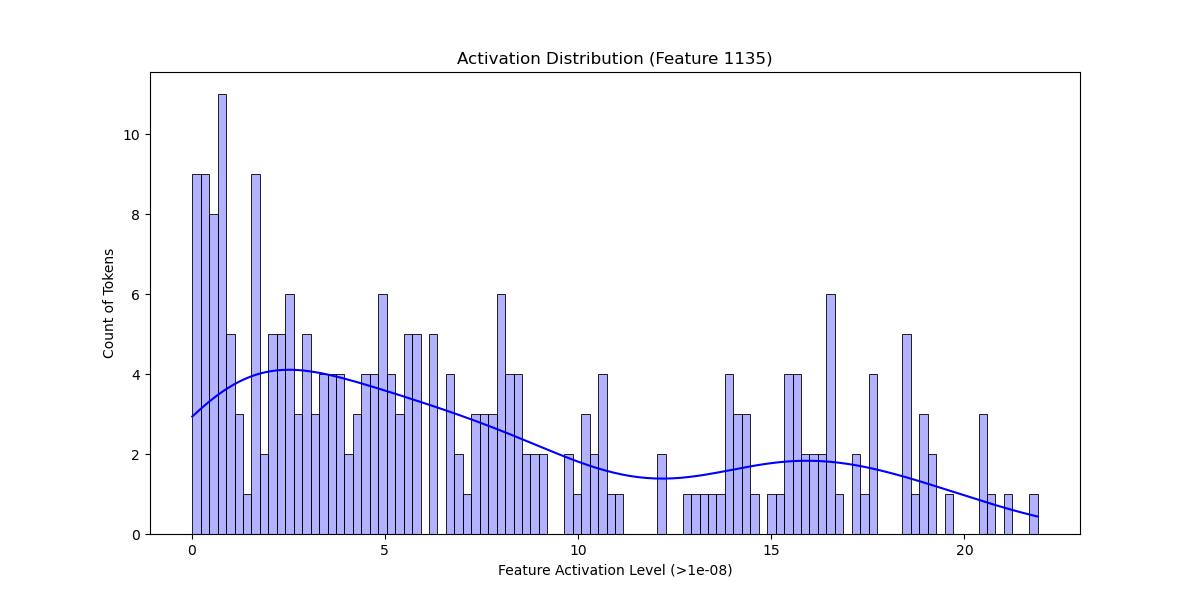 Activation Distribution (Feature 1135)
Count of Tokens
10
8
6
4
2
0
0 5 10 15 20
Feature Activation Level (>1e-08)